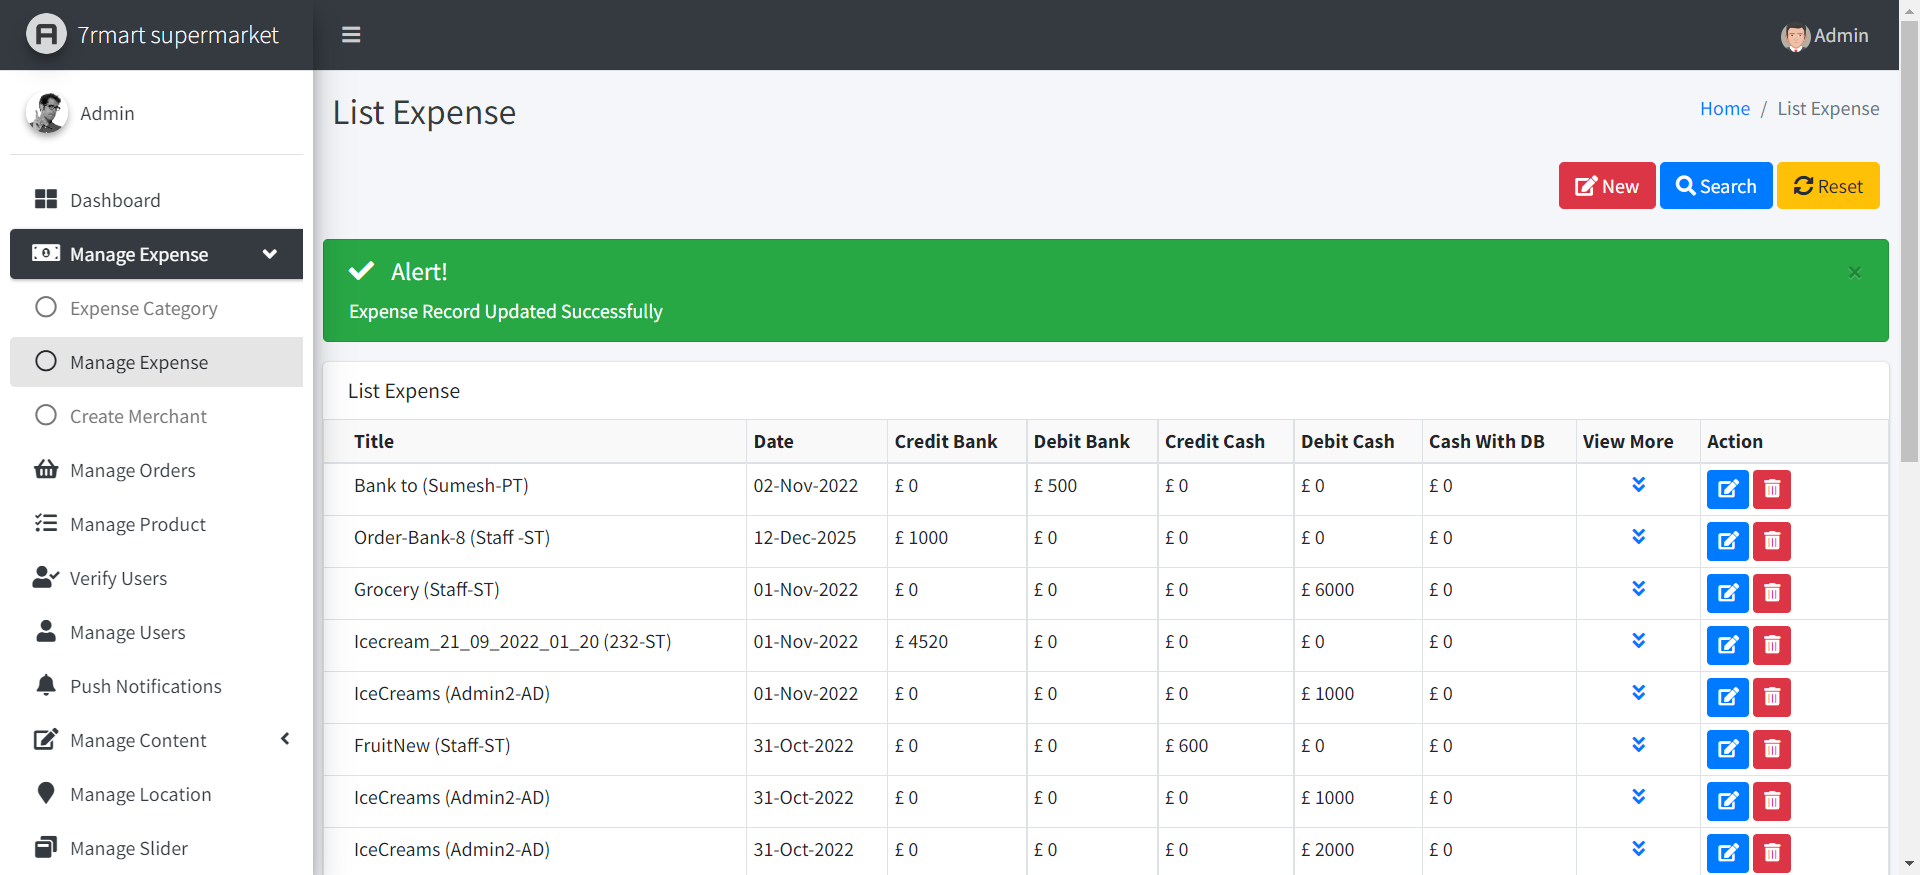 7rmart supermarket
Admin
Admin
Dashboard
Manage Expense
Expense Category
Manage Expense
Create Merchant
Manage Orders
Manage Product
Verify Users
Manage Users
Push Notifications
Manage Content
Manage Location
Manage Slider
List Expense
Home / List Expense
New Search Reset
Alert! ×
Expense Record Updated Successfully
List Expense
Title Date Credit Bank Debit Bank Credit Cash Debit Cash Cash With DB View More Action
Bank to (Sumesh-PT) 02-Nov-2022 £ 0 £ 500 £ 0 £ 0 £ 0
Order-Bank-8 (Staff -ST) 12-Dec-2025 £ 1000 £ 0 £ 0 £ 0 £ 0
Grocery (Staff-ST) 01-Nov-2022 £ 0 £ 0 £ 0 £ 6000 £ 0
Icecream_21_09_2022_01_20 (232-ST) 01-Nov-2022 £ 4520 £ 0 £ 0 £ 0 £ 0
IceCreams (Admin2-AD) 01-Nov-2022 £ 0 £ 0 £ 0 £ 1000 £ 0
FruitNew (Staff-ST) 31-Oct-2022 £ 0 £ 0 £ 600 £ 0 £ 0
IceCreams (Admin2-AD) 31-Oct-2022 £ 0 £ 0 £ 0 £ 1000 £ 0
IceCreams (Admin2-AD) 31-Oct-2022 £ 0 £ 0 £ 0 £ 2000 £ 0